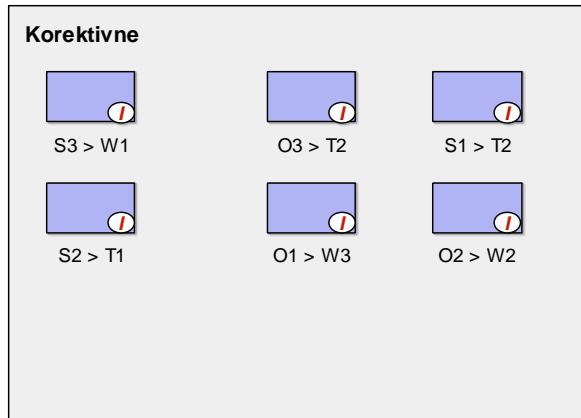 Korektivne
I I I
S3 > W1 O3 > T2 S1 > T2
I I I
S2 > T1 O1 > W3 O2 > W2